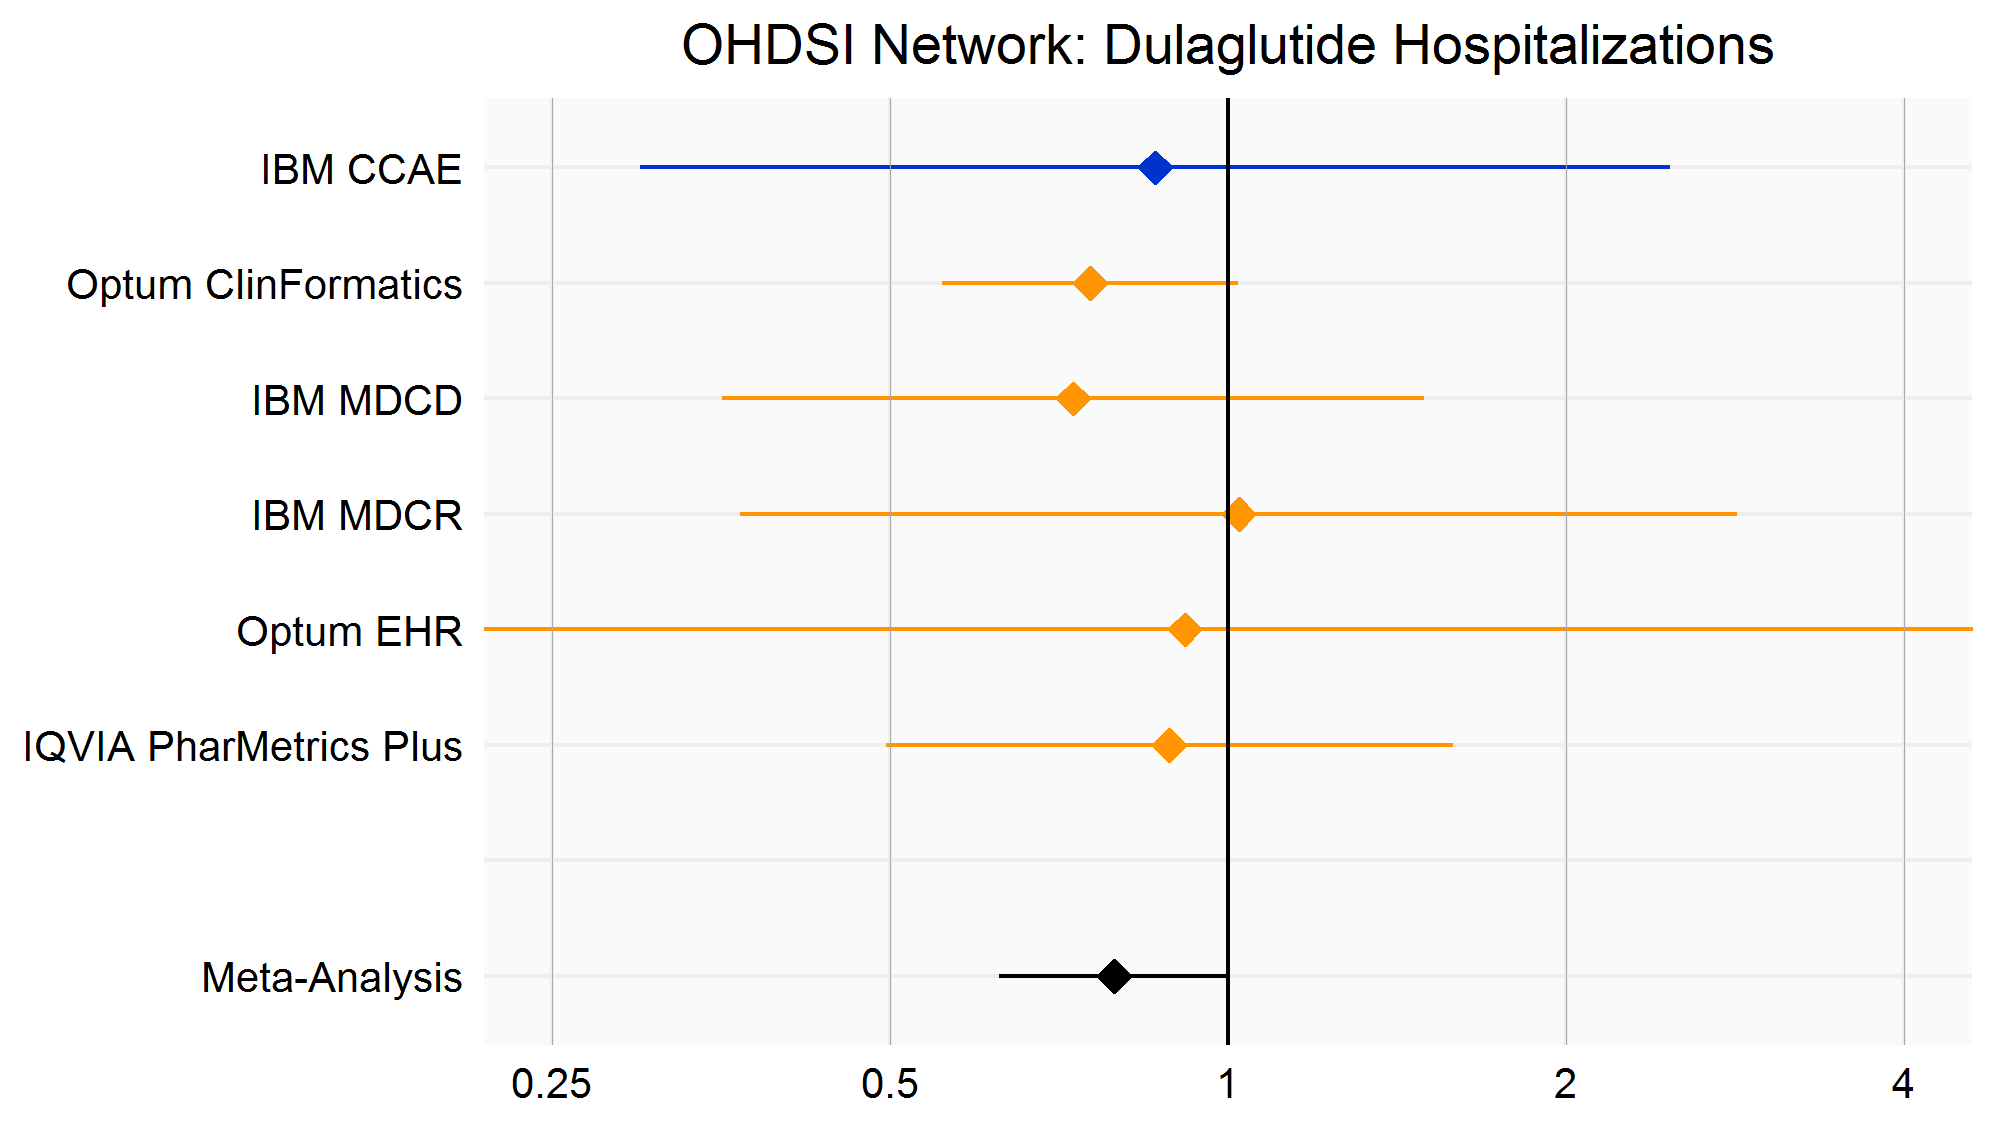 OHDSI Network: Dulaglutide Hospitalizations
IBM CCAE
Optum ClinFormatics
IBM MDCD
IBM MDCR
Optum EHR
IQVIA PharMetrics Plus
Meta-Analysis
0.25 0.5 1 2 4